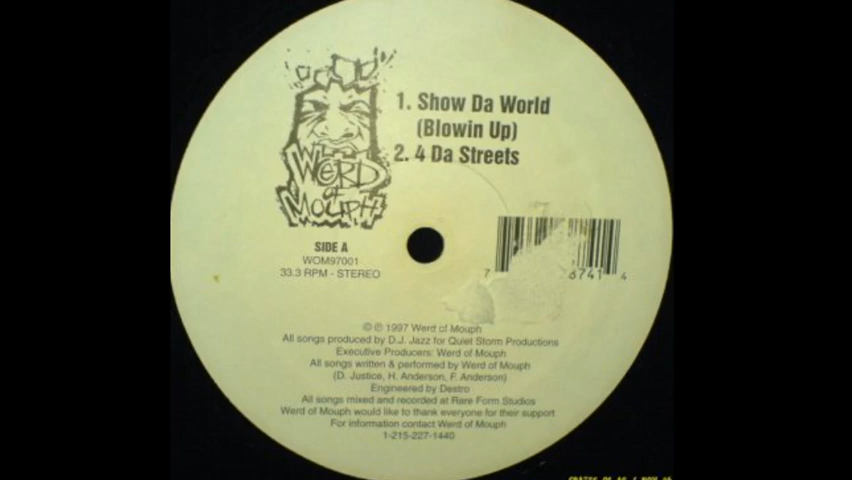 WERD
of
MOUPH
1. Show Da World
(Blowin Up)
2. 4 Da Streets
SIDE A
WOM97001
33.3 RPM - STEREO
7 8741 4
© ℗ 1997 Werd of Mouph
All songs produced by D.J. Jazz for Quiet Storm Productions
Executive Producers: Werd of Mouph
All songs written & performed by Werd of Mouph
(D. Justice, H. Anderson, F. Anderson)
Engineered by Destro
All songs mixed and recorded at Rare Form Studios
Werd of Mouph would like to thank everyone for their support
For information contact Werd of Mouph
1-215-227-1440